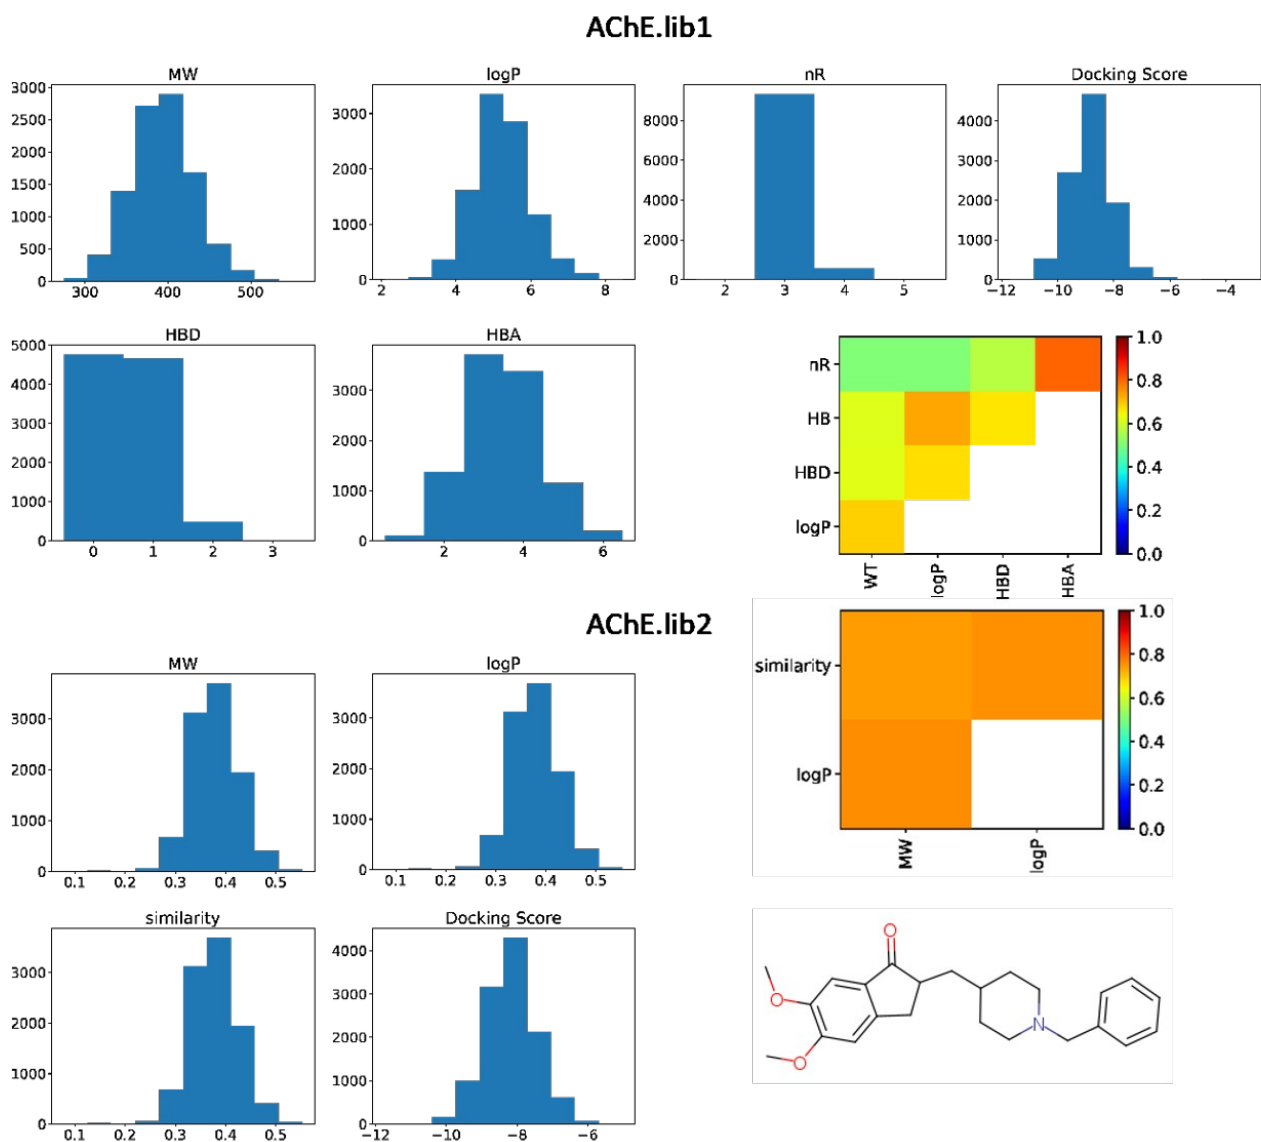 AChE.lib1
MW
3000
2500
2000
1500
1000
500
0
300 400 500
logP
3000
2000
1000
0
2 4 6 8
nR
8000
6000
4000
2000
0
2 3 4 5
Docking Score
4000
3000
2000
1000
0
−12 −10 −8 −6 −4
HBD
5000
4000
3000
2000
1000
0
0 1 2 3
HBA
3000
2000
1000
0
2 4 6
nR
HB
HBD
logP
WT logP HBD HBA
1.0
0.8
0.6
0.4
0.2
0.0
AChE.lib2
MW
3000
2000
1000
0
0.1 0.2 0.3 0.4 0.5
logP
3000
2000
1000
0
0.1 0.2 0.3 0.4 0.5
similarity
logP
MW logP
1.0
0.8
0.6
0.4
0.2
0.0
similarity
3000
2000
1000
0
0.1 0.2 0.3 0.4 0.5
Docking Score
4000
3000
2000
1000
0
−12 −10 −8 −6
O
O
O
N